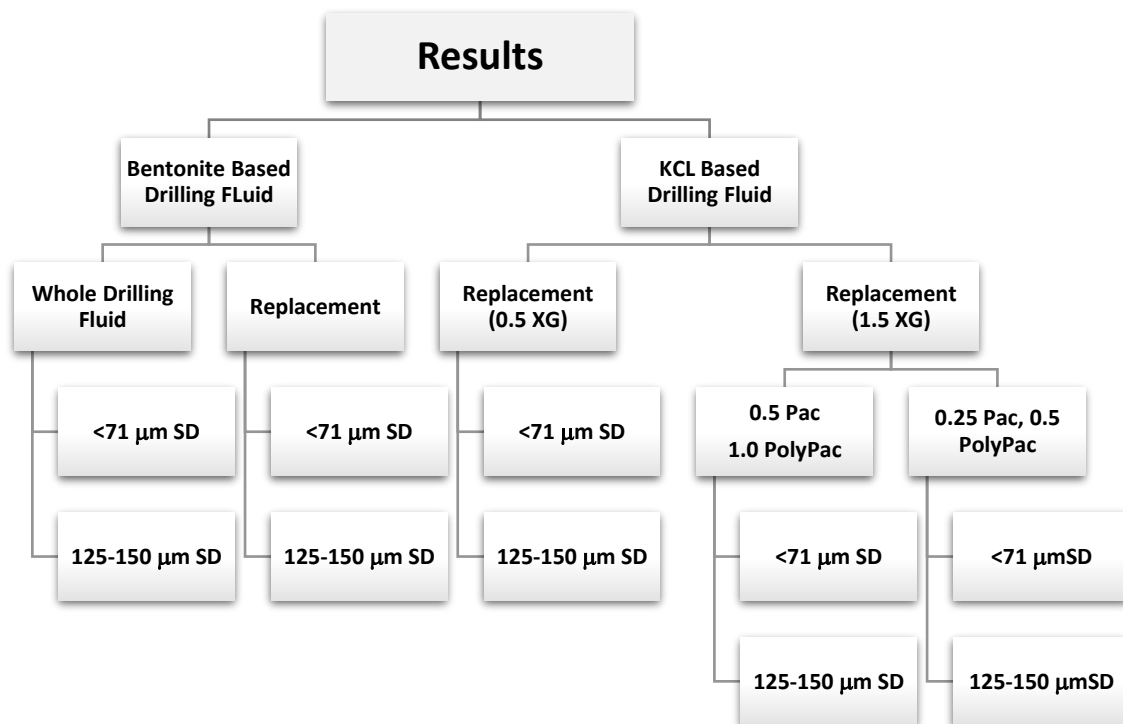 Results
Bentonite Based
Drilling FLuid
KCL Based
Drilling Fluid
Whole Drilling
Fluid
Replacement
Replacement
(0.5 XG)
Replacement
(1.5 XG)
<71 μm SD
<71 μm SD
<71 μm SD
0.5 Pac
1.0 PolyPac
0.25 Pac, 0.5
PolyPac
125-150 μm SD
125-150 μm SD
125-150 μm SD
<71 μm SD
<71 μmSD
125-150 μm SD
125-150 μmSD